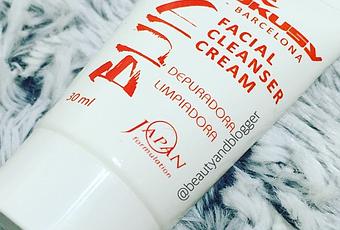 BARCELONA
FACIAL
CLEANSER
CREAM
DEPURADORA
LIMPIADORA
30 ml
JAPAN
formulation
@beautyandblogger